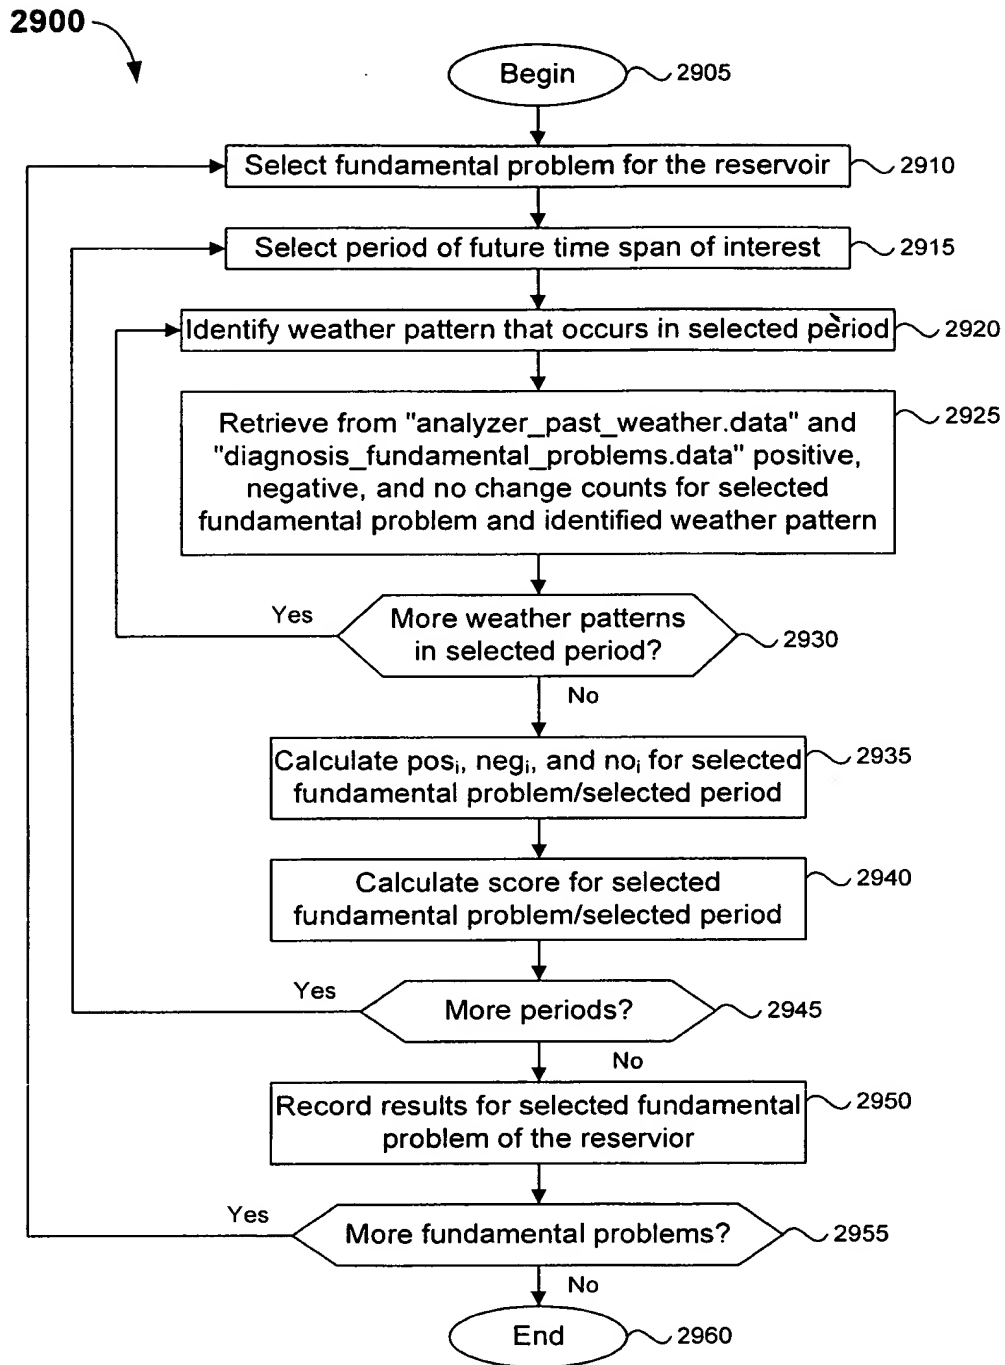 2900
Begin
2905
Select fundamental problem for the reservoir
2910
Select period of future time span of interest
2915
Identify weather pattern that occurs in selected period
2920
Retrieve from "analyzer_past_weather.data" and
"diagnosis_fundamental_problems.data" positive,
negative, and no change counts for selected
fundamental problem and identified weather pattern
2925
Yes
More weather patterns
in selected period?
2930
No
Calculate posi, negi, and noi for selected
fundamental problem/selected period
2935
Calculate score for selected
fundamental problem/selected period
2940
Yes
More periods?
2945
No
Record results for selected fundamental
problem of the reservior
2950
Yes
More fundamental problems?
2955
No
End
2960